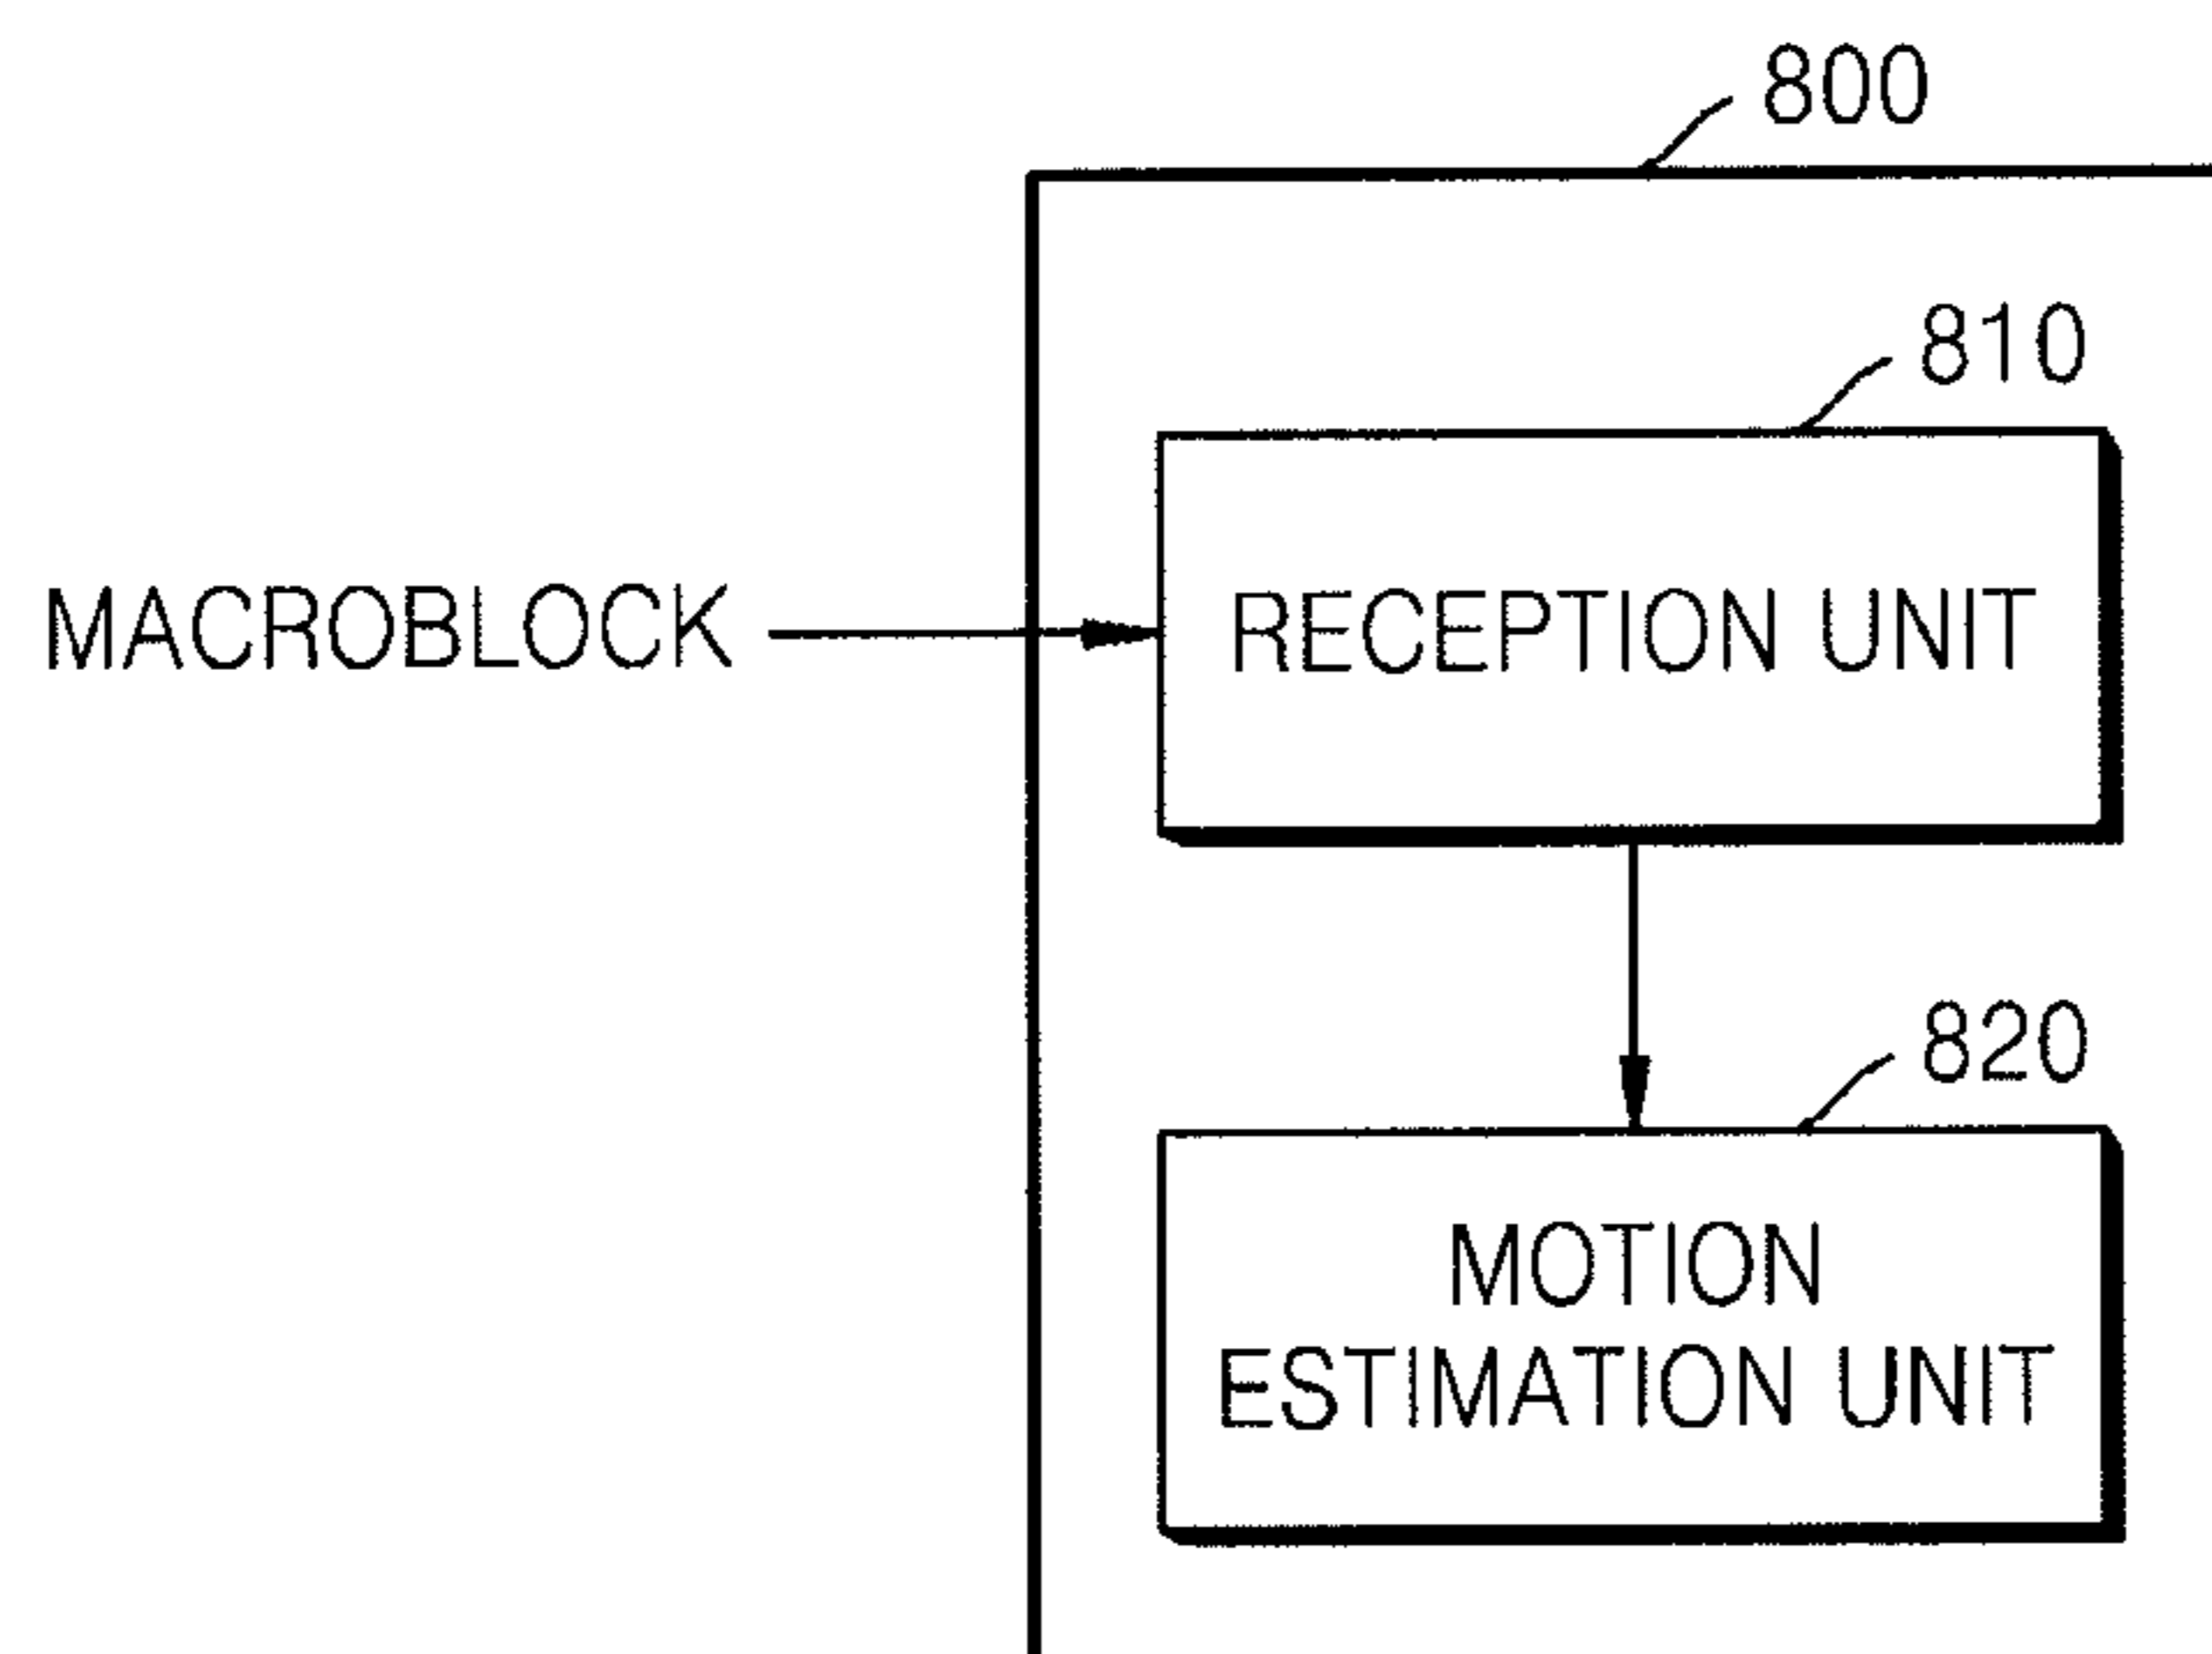 800
810
MACROBLOCK
RECEPTION UNIT
820
MOTION
ESTIMATION UNIT